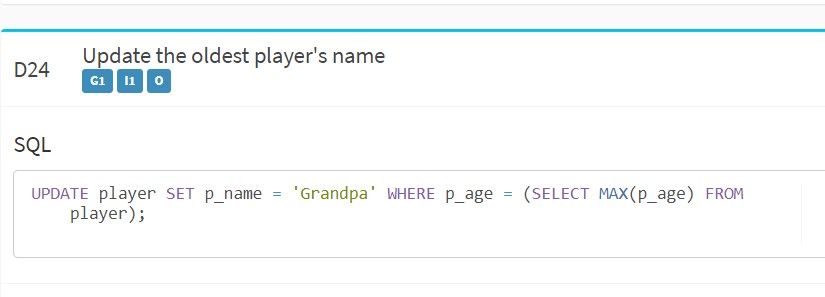 D24
Update the oldest player's name
G1 I1 O
SQL
UPDATE player SET p_name = 'Grandpa' WHERE p_age = (SELECT MAX(p_age) FROM
player);